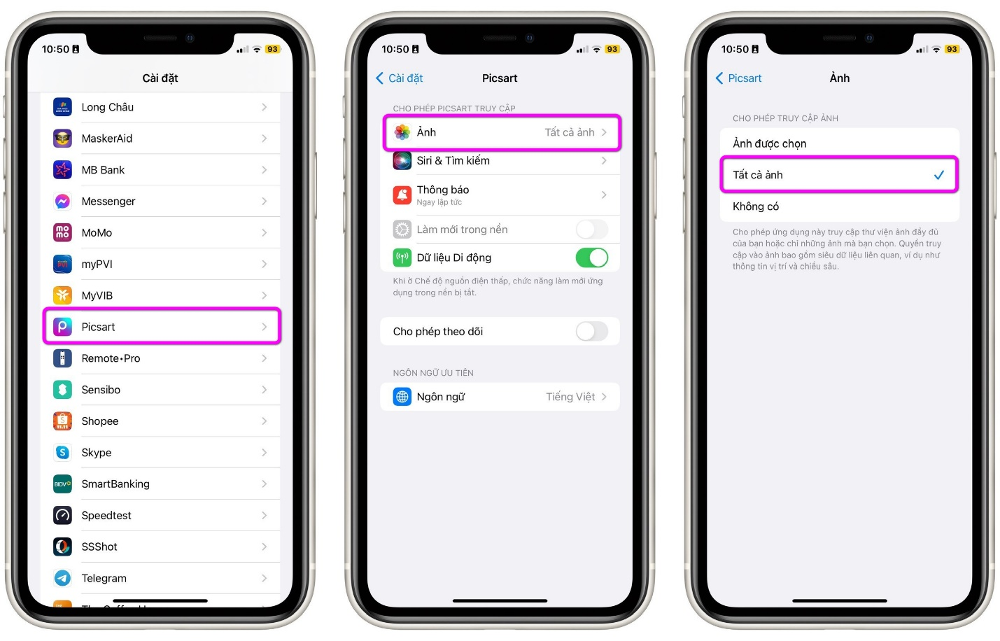 10:50
93
Cài đặt
Long Châu
MaskerAid
MB Bank
Messenger
MoMo
myPVI
MyVIB
Picsart
Remote•Pro
Sensibo
Shopee
Skype
SmartBanking
Speedtest
SSShot
Telegram
10:50
93
Cài đặt
Picsart
CHO PHÉP PICSART TRUY CẬP
Ảnh
Tất cả ảnh
Siri & Tìm kiếm
Thông báo
Ngay lập tức
Làm mới trong nền
Dữ liệu Di động
Khi ở Chế độ nguồn điện thấp, chức năng làm mới ứng
dụng trong nền bị tắt.
Cho phép theo dõi
NGÔN NGỮ ƯU TIÊN
Ngôn ngữ
Tiếng Việt
10:50
93
Picsart
Ảnh
CHO PHÉP TRUY CẬP ẢNH
Ảnh được chọn
Tất cả ảnh
Không có
Cho phép ứng dụng này truy cập thư viện ảnh đầy đủ
của bạn hoặc chỉ những ảnh mà bạn chọn. Quyền truy
cập vào ảnh bao gồm siêu dữ liệu liên quan, ví dụ như
thông tin vị trí và chiều sâu.